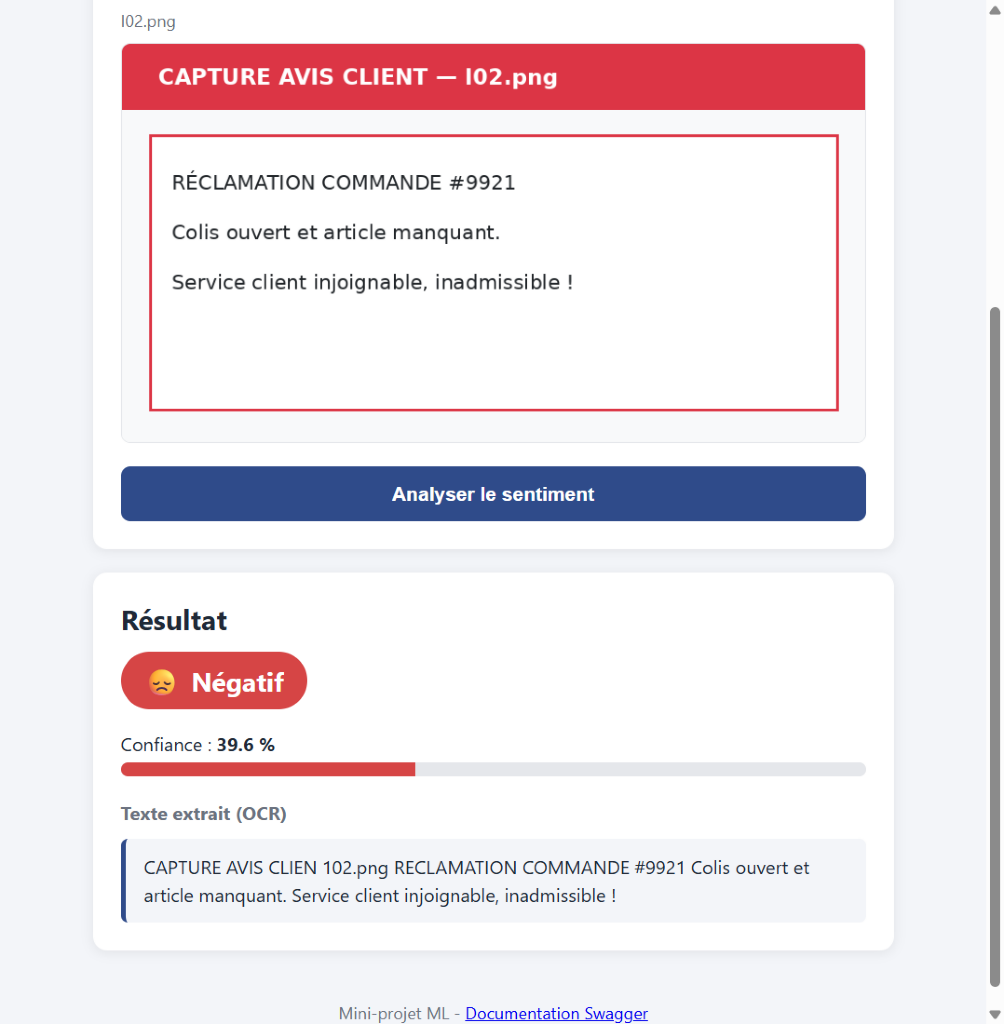 I02.png
CAPTURE AVIS CLIENT — I02.png
RÉCLAMATION COMMANDE #9921
Colis ouvert et article manquant.
Service client injoignable, inadmissible !
Analyser le sentiment
Résultat
😞 Négatif
Confiance : 39.6 %
Texte extrait (OCR)
CAPTURE AVIS CLIEN 102.png RECLAMATION COMMANDE #9921 Colis ouvert et
article manquant. Service client injoignable, inadmissible !
Mini-projet ML - Documentation Swagger